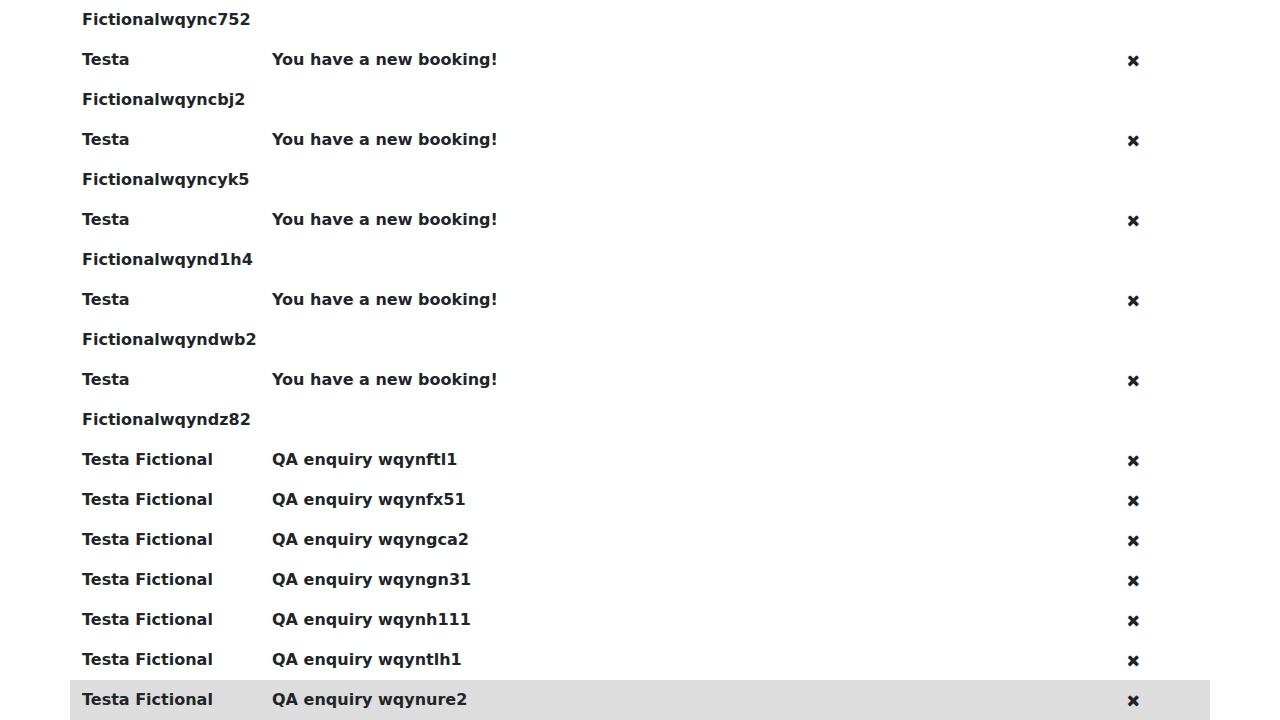 Fictionalwqync752
Testa You have a new booking! ✖
Fictionalwqyncbj2
Testa You have a new booking! ✖
Fictionalwqyncyk5
Testa You have a new booking! ✖
Fictionalwqynd1h4
Testa You have a new booking! ✖
Fictionalwqyndwb2
Testa You have a new booking! ✖
Fictionalwqyndz82
Testa Fictional QA enquiry wqynftl1 ✖
Testa Fictional QA enquiry wqynfx51 ✖
Testa Fictional QA enquiry wqyngca2 ✖
Testa Fictional QA enquiry wqyngn31 ✖
Testa Fictional QA enquiry wqynh111 ✖
Testa Fictional QA enquiry wqyntlh1 ✖
Testa Fictional QA enquiry wqynure2 ✖